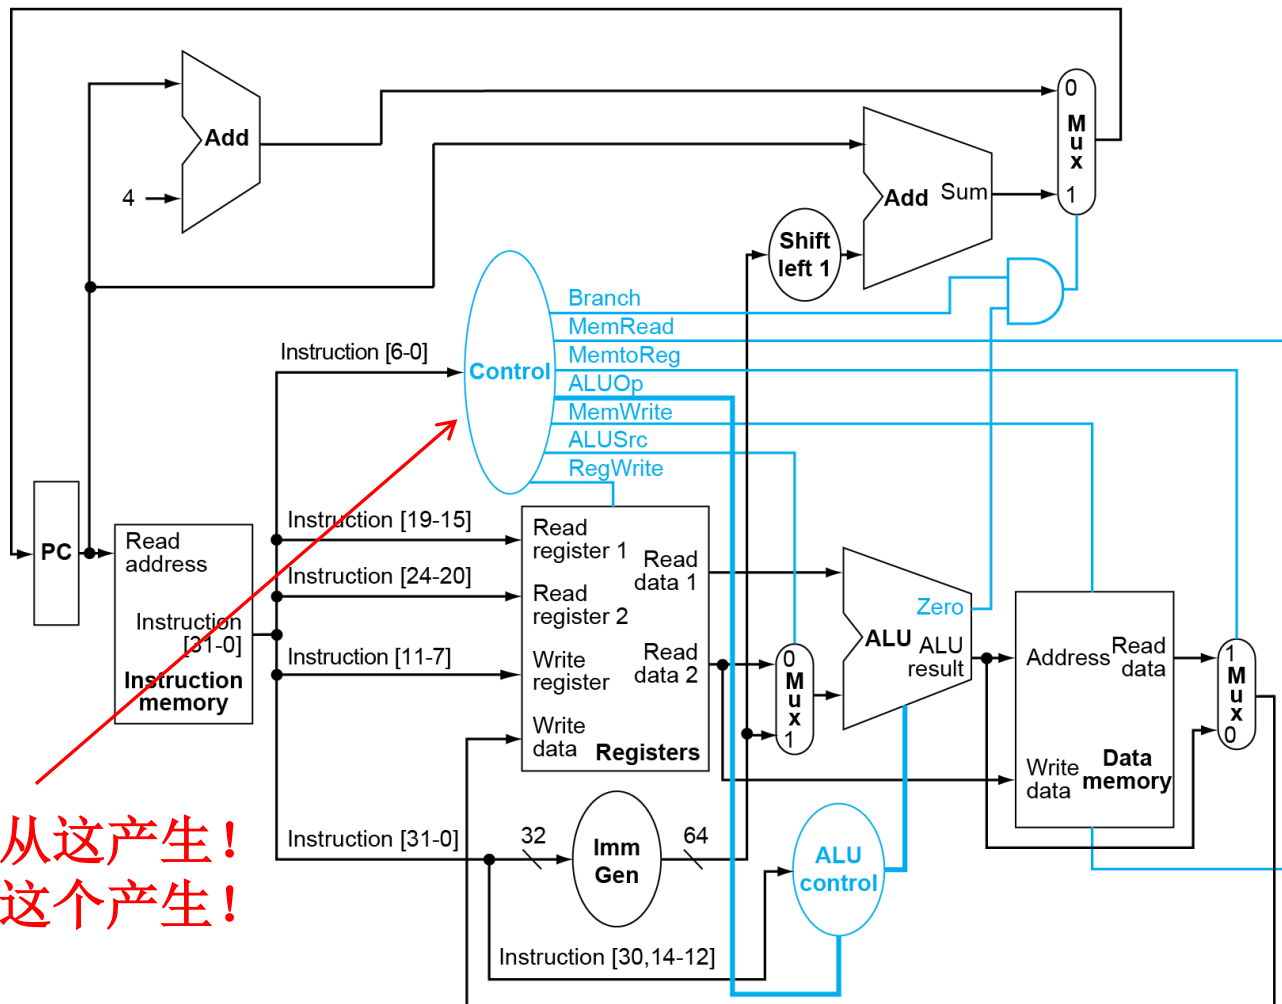 Add
4
0
Mux
1
Add Sum
Shift
left 1
Branch
MemRead
MemtoReg
ALUOp
MemWrite
ALUSrc
RegWrite
Control
Instruction [6-0]
Instruction [19-15]
Instruction [24-20]
Instruction [11-7]
Instruction [31-0]
Instruction [30,14-12]
PC
Read
address
Instruction
[31-0]
Instruction
memory
Read
register 1
Read
register 2
Write
register
Write
data
Read
data 1
Read
data 2
Registers
0
Mux
1
Zero
ALU
ALU
result
Address
Read
data
Write
data
Data
memory
1
Mux
0
32
Imm
Gen
64
ALU
control
从这产生！
这个产生！